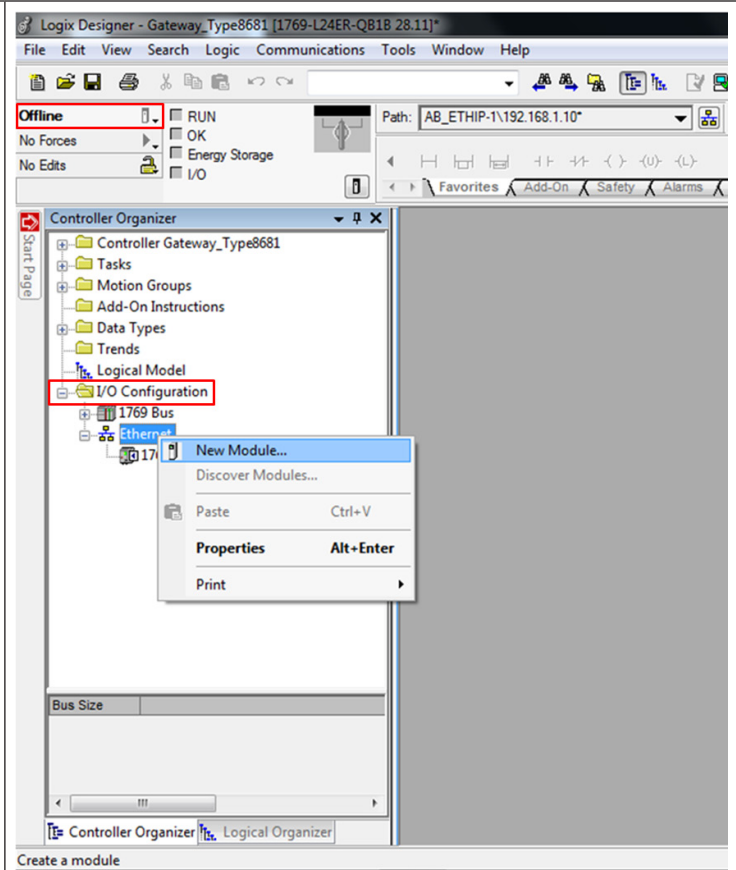 Logix Designer - Gateway_Type8681 [1769-L24ER-QB1B 28.11]*
File Edit View Search Logic Communications Tools Window Help
Offline
RUN
Path: AB_ETHIP-1\192.168.1.10*
No Forces
OK
No Edits
Energy Storage
I/O
Favorites Add-On Safety Alarms
Start Page
Controller Organizer
Controller Gateway_Type8681
Tasks
Motion Groups
Add-On Instructions
Data Types
Trends
Logical Model
I/O Configuration
1769 Bus
Ethernet
New Module...
Discover Modules...
Paste Ctrl+V
Properties Alt+Enter
Print
Bus Size
Controller Organizer Logical Organizer
Create a module